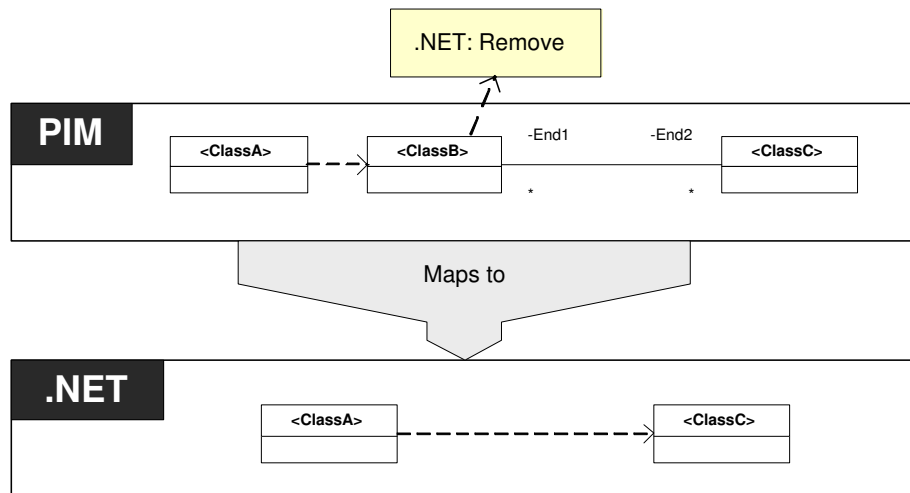 .NET: Remove
PIM
<ClassA>
<ClassB>
-End1
-End2
<ClassC>
*
*
Maps to
.NET
<ClassA>
<ClassC>